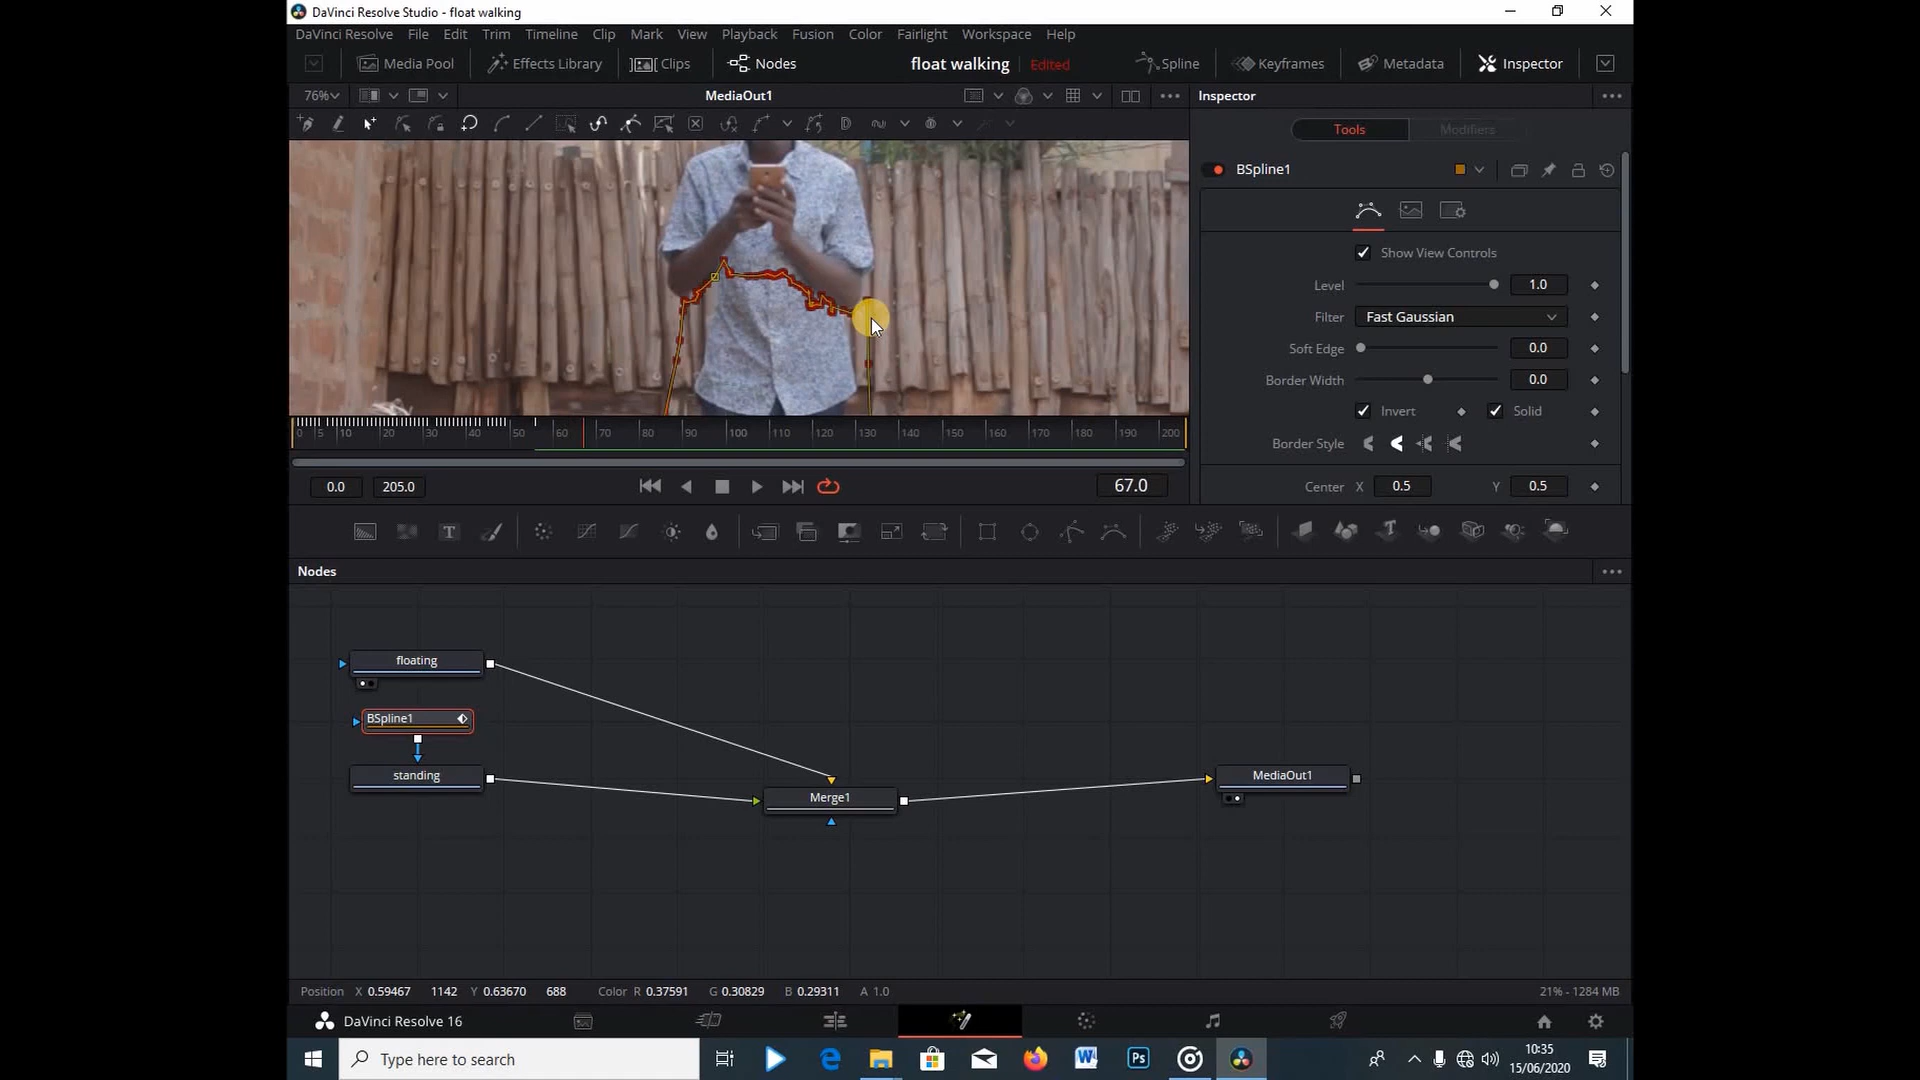 DaVinci Resolve Studio - float walking
DaVinci Resolve File Edit Trim Timeline Clip Mark View Playback Fusion Color Fairlight Workspace Help
Media Pool Effects Library Clips Nodes float walking Edited Spline Keyframes Metadata Inspector
76% MediaOut1 Inspector
Tools Modifiers
BSpline1
Show View Controls
Level 1.0
Filter Fast Gaussian
Soft Edge 0.0
Border Width 0.0
Invert Solid
Border Style
Center X 0.5 Y 0.5
0 5 10 20 30 40 50 60 70 80 90 100 110 120 130 140 150 160 170 180 190 200
0.0 205.0 67.0
T
Nodes
floating
BSpline1
standing
Merge1
MediaOut1
Position X 0.59467 1142 Y 0.63670 688 Color R 0.37591 G 0.30829 B 0.29311 A 1.0 21% - 1284 MB
DaVinci Resolve 16
Type here to search
Ps
10:35
15/06/2020